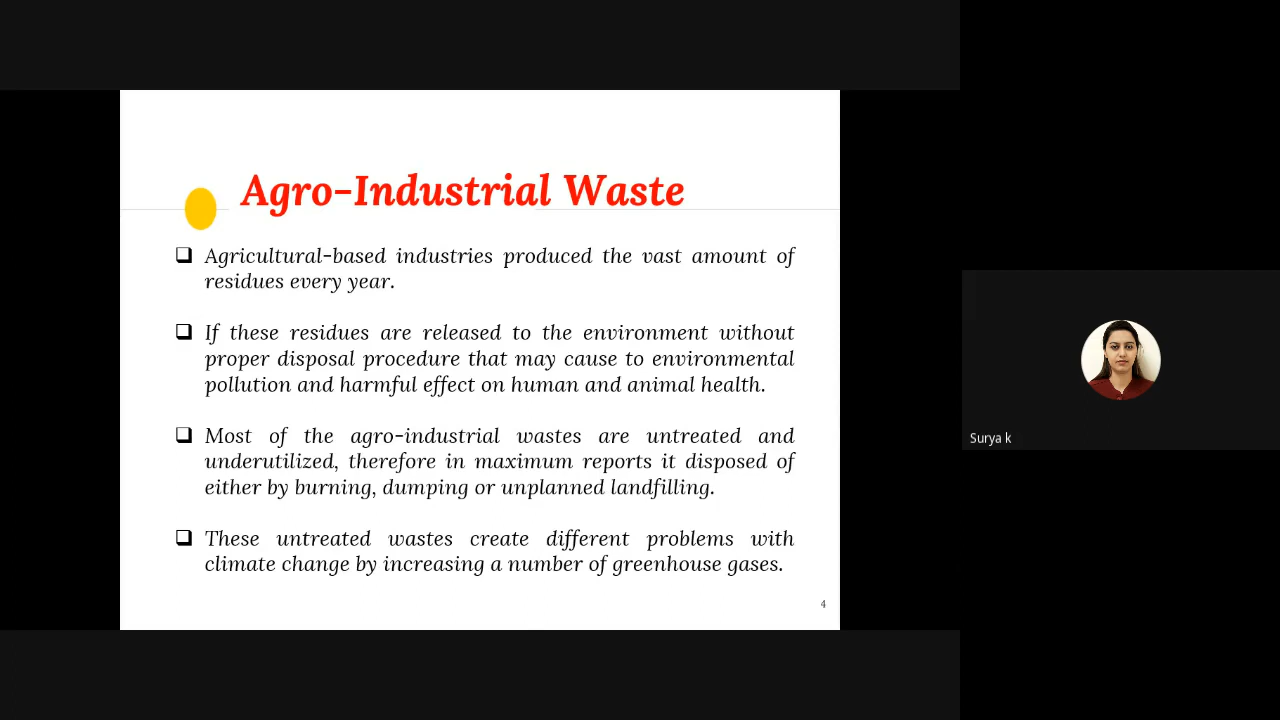 Agro-Industrial Waste
❑ Agricultural-based industries produced the vast amount of
residues every year.
❑ If these residues are released to the environment without
proper disposal procedure that may cause to environmental
pollution and harmful effect on human and animal health.
❑ Most of the agro-industrial wastes are untreated and
underutilized, therefore in maximum reports it disposed of
either by burning, dumping or unplanned landfilling.
❑ These untreated wastes create different problems with
climate change by increasing a number of greenhouse gases.
4
Surya k